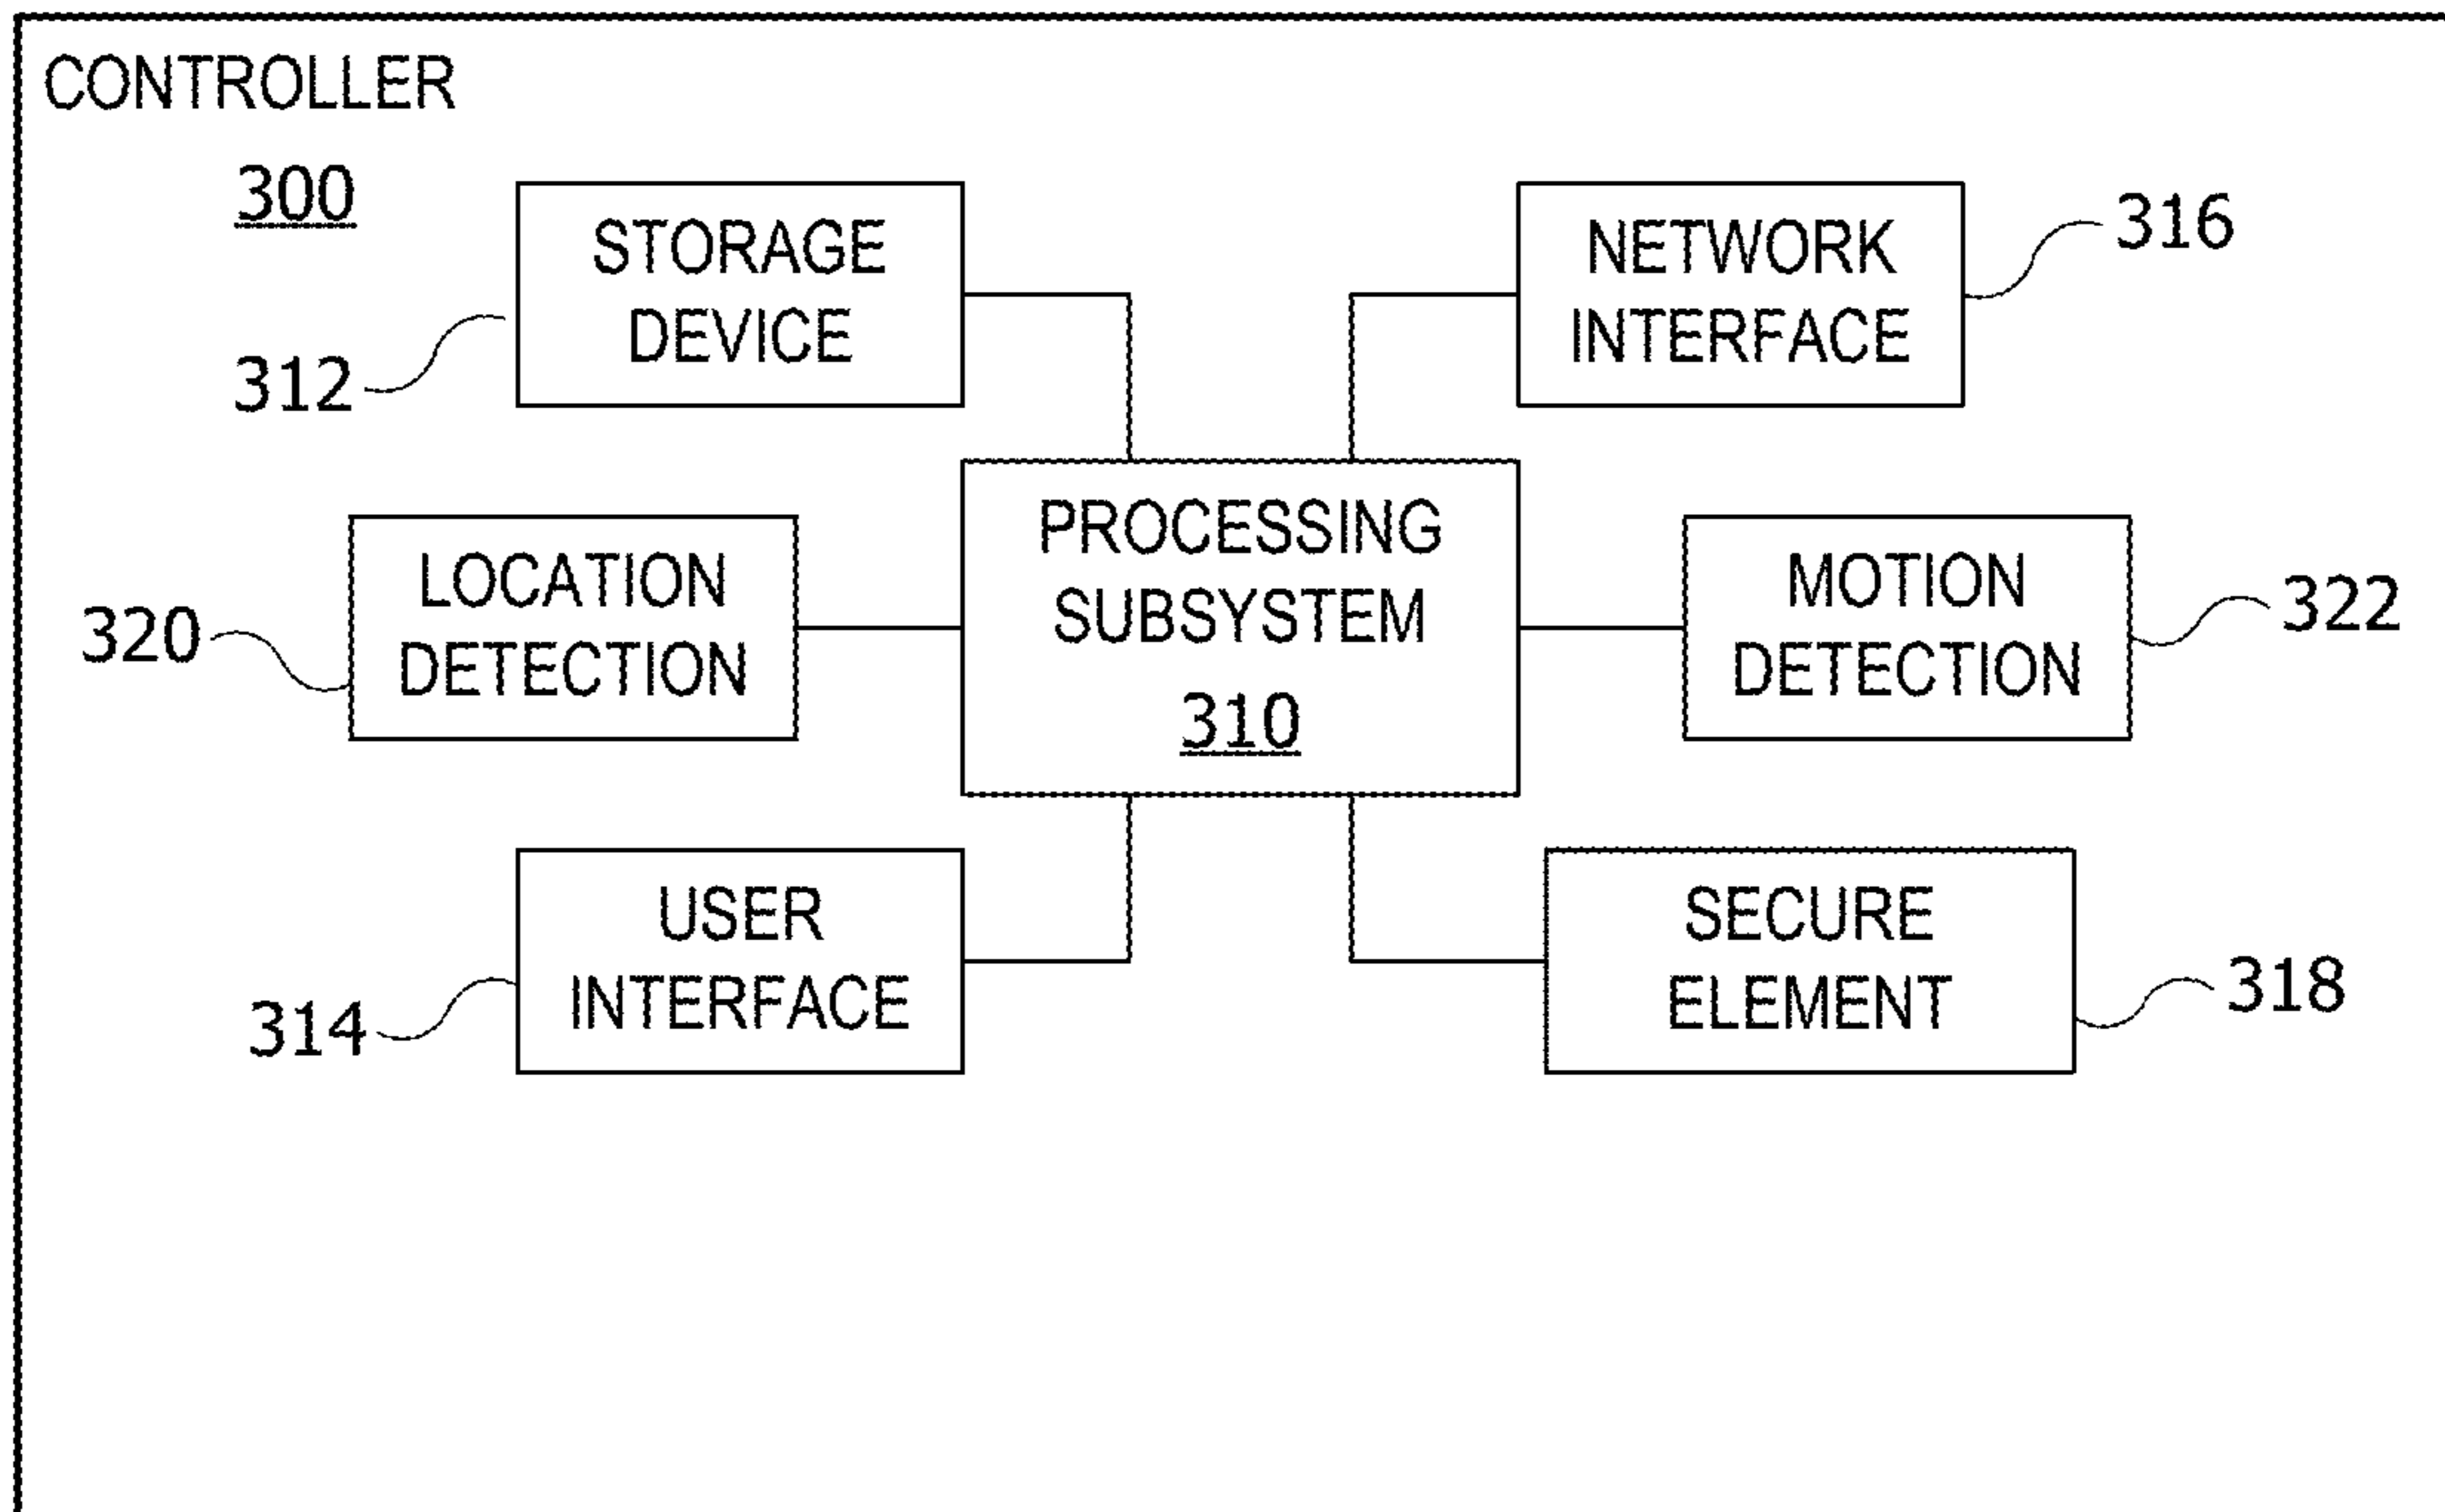 CONTROLLER
300
STORAGE
DEVICE
312
NETWORK
INTERFACE
316
LOCATION
DETECTION
320
PROCESSING
SUBSYSTEM
310
MOTION
DETECTION
322
USER
INTERFACE
314
SECURE
ELEMENT
318